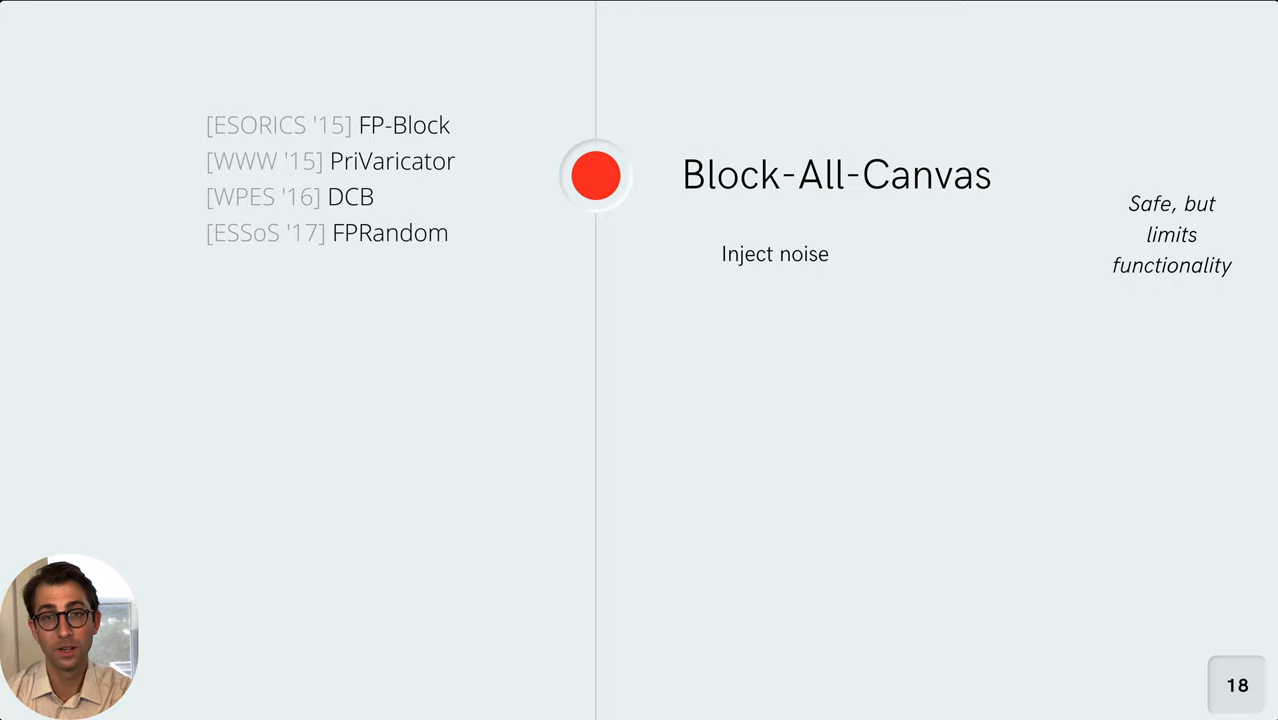 [ESORICS '15] FP-Block
[WWW '15] PriVaricator
[WPES '16] DCB
[ESSoS '17] FPRandom
Block-All-Canvas
Inject noise
Safe, but
limits
functionality
18